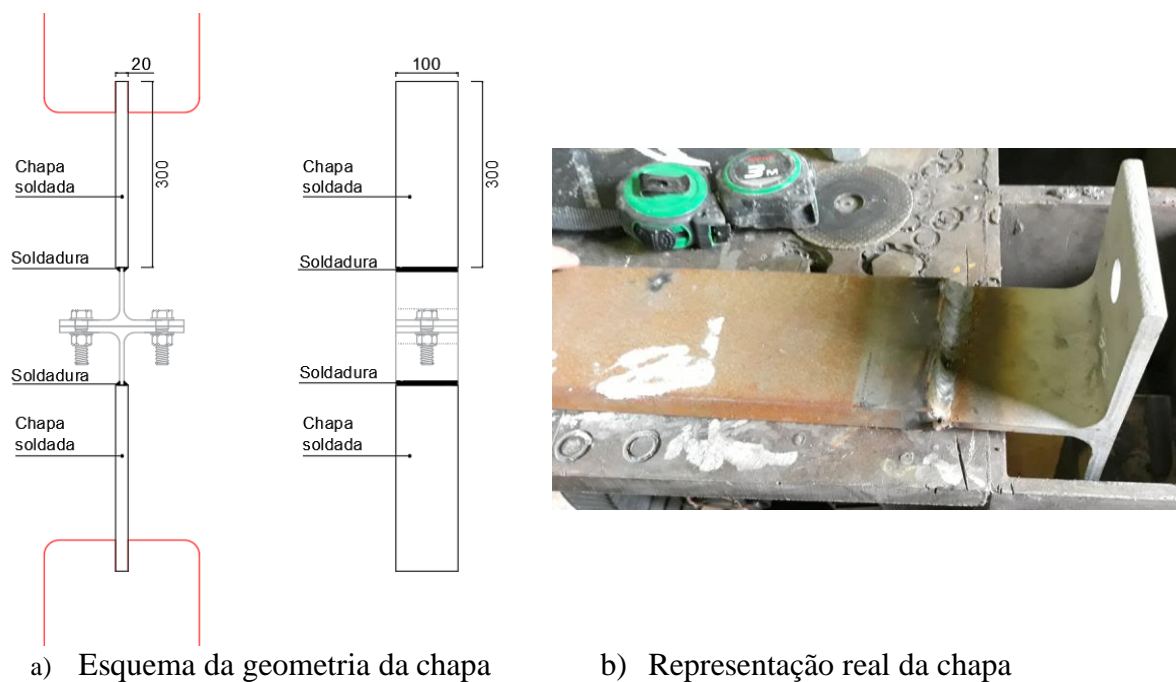 20
100
Chapa
soldada
300
Chapa
soldada
300
Soldadura
Soldadura
3
M
Soldadura
Soldadura
Chapa
soldada
Chapa
soldada
a) Esquema da geometria da chapa
b) Representação real da chapa